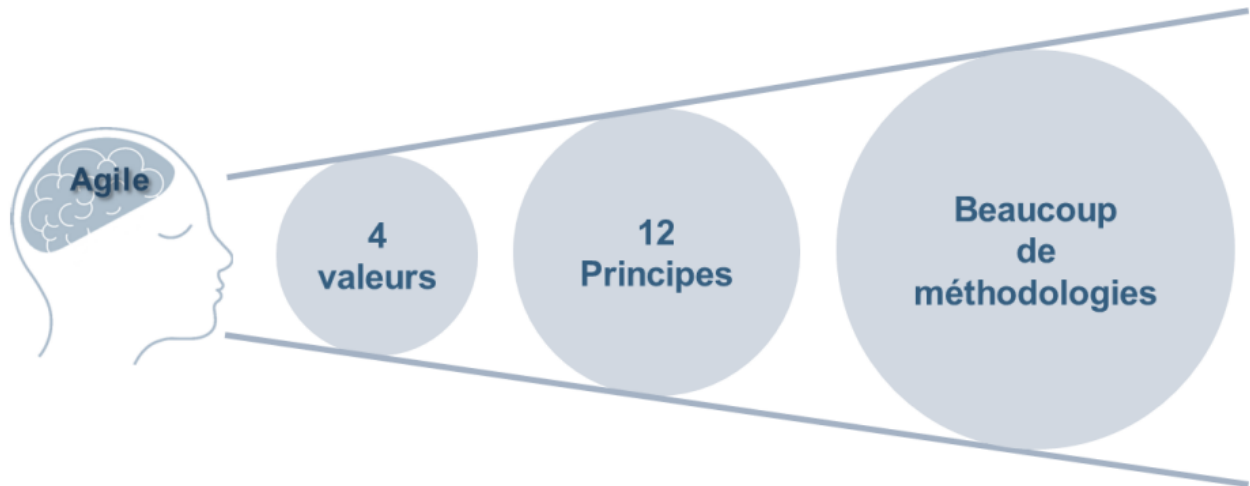 Agile
4
valeurs
12
Principes
Beaucoup
de
méthodologies